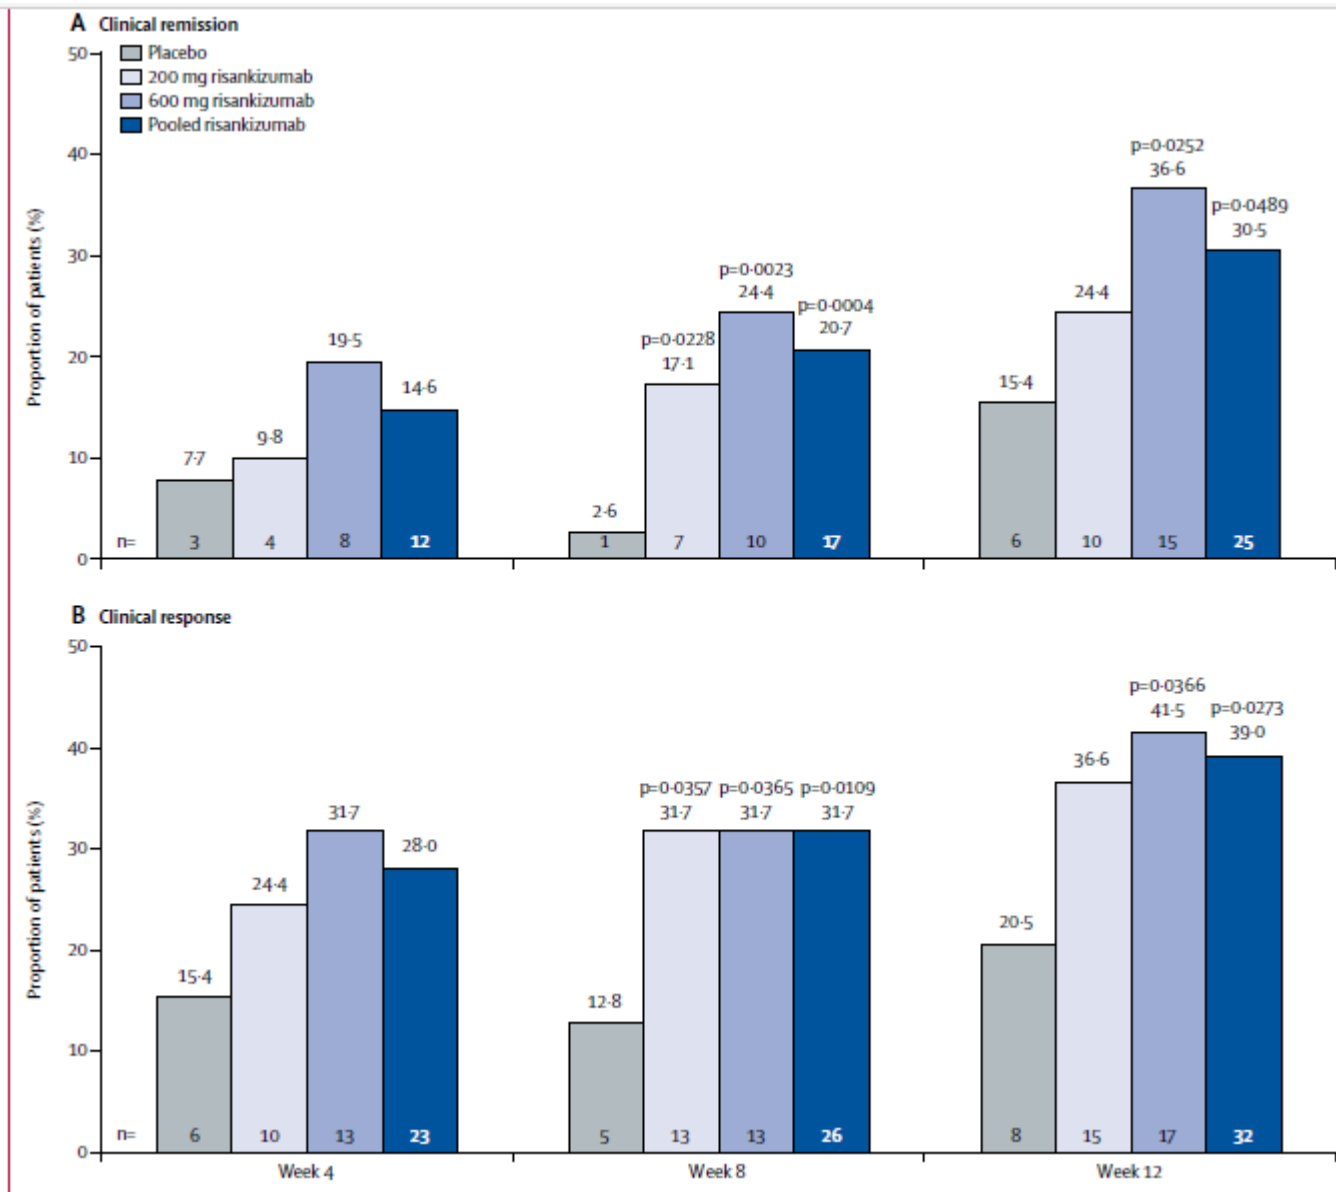 A Clinical remission
50
Placebo
200 mg risankizumab
600 mg risankizumab
Pooled risankizumab
40
30
20
10
0
Proportion of patients (%)
7·7
9·8
19·5
14·6
2·6
p=0·0228
17·1
p=0·0023
24·4
p=0·0004
20·7
15·4
24·4
p=0·0252
36·6
p=0·0489
30·5
n= 3 4 8 12 1 7 10 17 6 10 15 25
B Clinical response
50
40
30
20
10
0
Proportion of patients (%)
15·4
24·4
31·7
28·0
12·8
p=0·0357 p=0·0365 p=0·0109
31·7 31·7 31·7
20·5
36·6
p=0·0366
41·5
p=0·0273
39·0
n= 6 10 13 23 5 13 13 26 8 15 17 32
Week 4 Week 8 Week 12